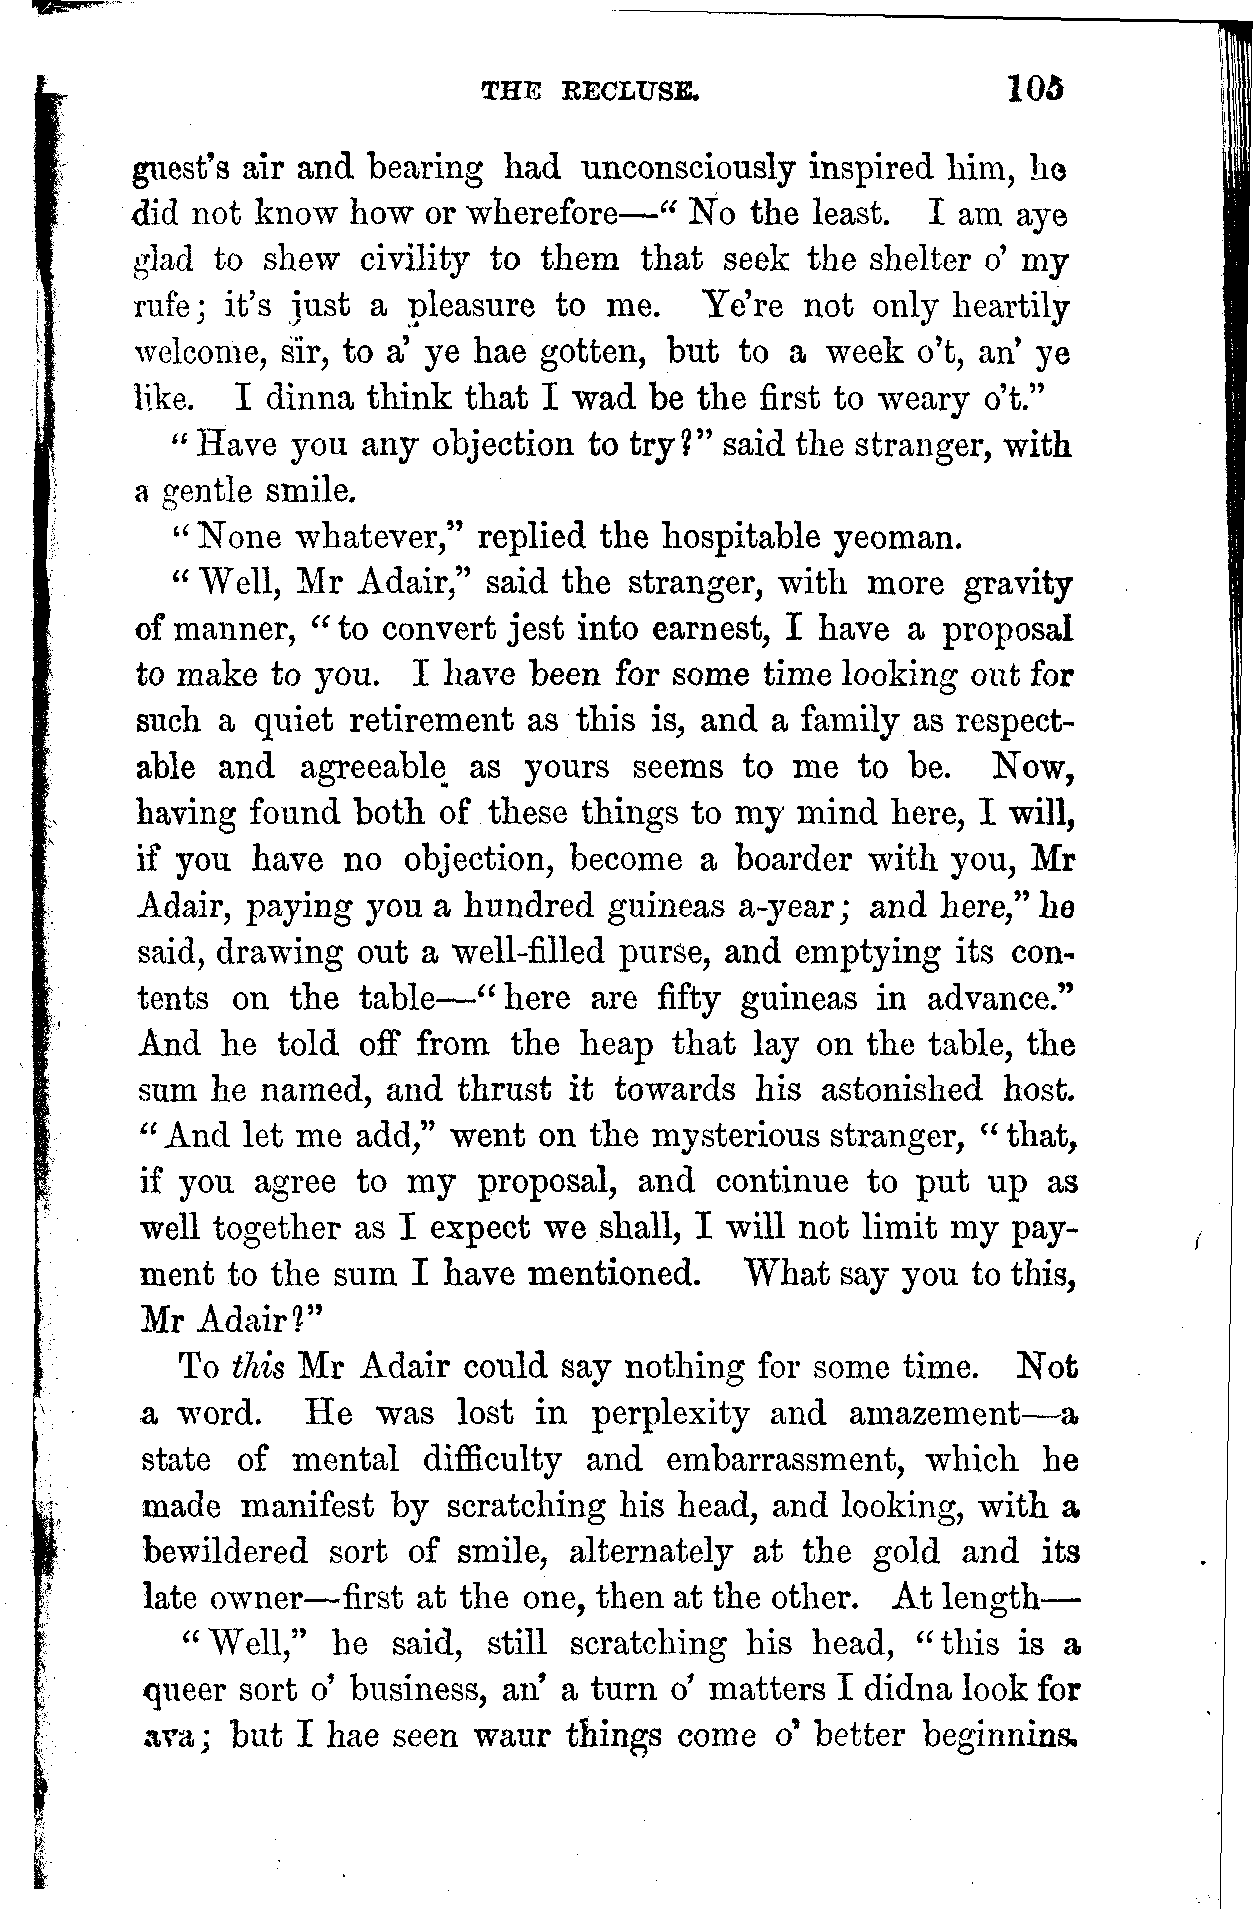 THE RECLUSE. 105
guest's air and bearing had unconsciously inspired him, he
did not know how or wherefore—“ No the least. I am aye
glad to shew civility to them that seek the shelter o' my
rufe; it's just a pleasure to me. Ye're not only heartily
welcome, sir, to a' ye hae gotten, but to a week o't, an' ye
like. I dinna think that I wad be the first to weary o't.”
“ Have you any objection to try?” said the stranger, with
a gentle smile.
“ None whatever,” replied the hospitable yeoman.
“ Well, Mr Adair,” said the stranger, with more gravity
of manner, “ to convert jest into earnest, I have a proposal
to make to you. I have been for some time looking out for
such a quiet retirement as this is, and a family as respect-
able and agreeable as yours seems to me to be. Now,
having found both of these things to my mind here, I will,
if you have no objection, become a boarder with you, Mr
Adair, paying you a hundred guineas a-year; and here,” he
said, drawing out a well-filled purse, and emptying its con-
tents on the table—“ here are fifty guineas in advance.”
And he told off from the heap that lay on the table, the
sum he named, and thrust it towards his astonished host.
“ And let me add,” went on the mysterious stranger, “ that,
if you agree to my proposal, and continue to put up as
well together as I expect we shall, I will not limit my pay-
ment to the sum I have mentioned. What say you to this,
Mr Adair?”
To this Mr Adair could say nothing for some time. Not
a word. He was lost in perplexity and amazement—a
state of mental difficulty and embarrassment, which he
made manifest by scratching his head, and looking, with a
bewildered sort of smile, alternately at the gold and its
late owner—first at the one, then at the other. At length—
“ Well,” he said, still scratching his head, “ this is a
queer sort o' business, an' a turn o' matters I didna look for
ava; but I hae seen waur things come o' better beginnins.